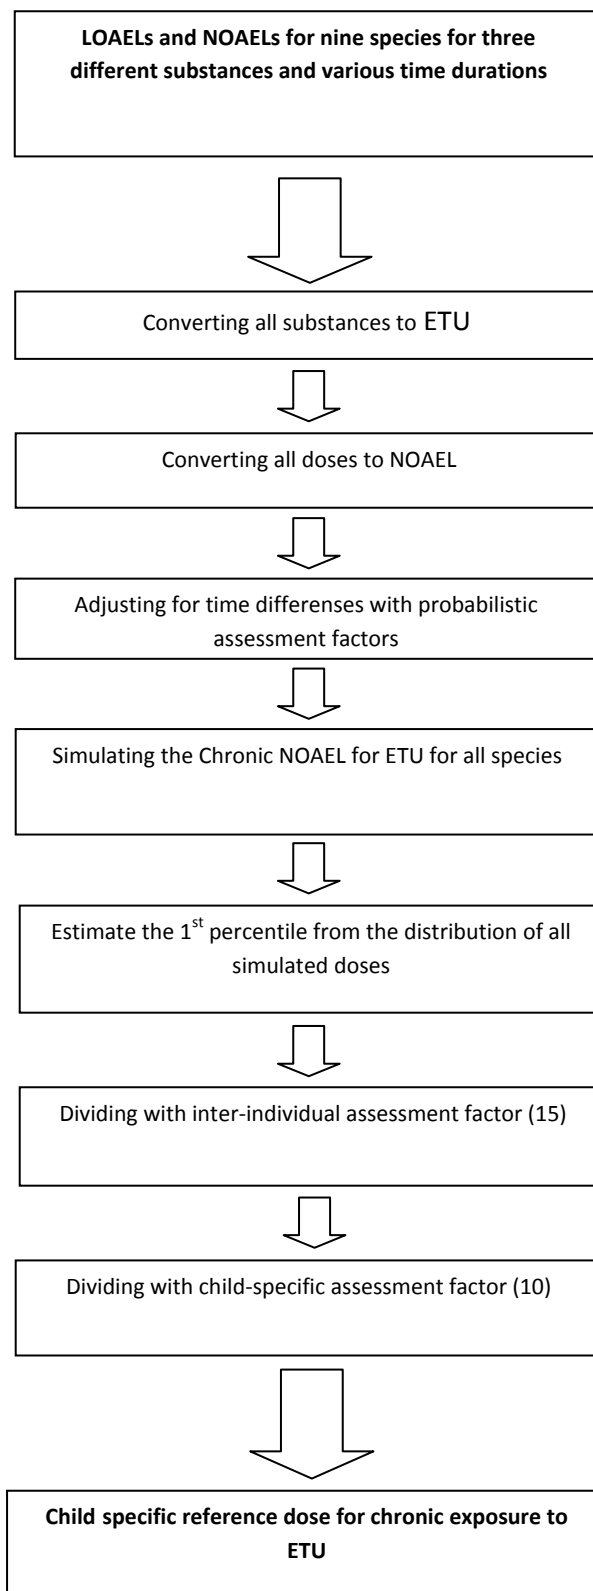 LOAELs and NOAELs for nine species for three
different substances and various time durations
Converting all substances to ETU
Converting all doses to NOAEL
Adjusting for time differenses with probabilistic
assessment factors
Simulating the Chronic NOAEL for ETU for all species
Estimate the 1st percentile from the distribution of all
simulated doses
Dividing with inter-individual assessment factor (15)
Dividing with child-specific assessment factor (10)
Child specific reference dose for chronic exposure to
ETU